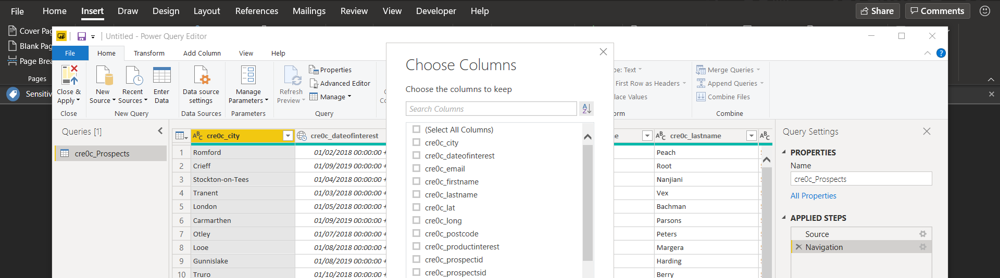 File Home Insert Draw Design Layout References Mailings Review View Developer Help Share Comments
Cover Pag
Blank Pag
Page Brea
Pages
Sensitiv
Untitled - Power Query Editor
File Home Transform Add Column View Help
Close & Apply
Close
New Source
Recent Sources
Enter Data
New Query
Data source settings
Data Sources
Manage Parameters
Parameters
Refresh Preview
Properties
Advanced Editor
Manage
Query
pe: Text
First Row as Headers
lace Values
rm
Merge Queries
Append Queries
Combine Files
Combine
Queries [1]
cre0c_Prospects
cre0c_city cre0c_dateofinterest
1 Romford 01/02/2018 00:00:00 +
2 Crieff 01/09/2019 00:00:00 +
3 Stockton-on-Tees 01/04/2018 00:00:00 +
4 Tranent 01/03/2018 00:00:00 +
5 London 01/05/2018 00:00:00 +
6 Carmarthen 01/09/2019 00:00:00 +
7 Otley 01/07/2018 00:00:00 +
8 Looe 01/08/2018 00:00:00 +
9 Gunnislake 01/08/2019 00:00:00 +
10 Truro 01/10/2018 00:00:00 +
Choose Columns
Choose the columns to keep
Search Columns
(Select All Columns)
cre0c_city
cre0c_dateofinterest
cre0c_email
cre0c_firstname
cre0c_lastname
cre0c_lat
cre0c_long
cre0c_postcode
cre0c_productinterest
cre0c_prospectid
cre0c_prospectsid
ne cre0c_lastname
Peach
Root
Nanjiani
Vex
Bachman
Parsons
Peters
Margera
Harding
Berry
Query Settings
PROPERTIES
Name
cre0c_Prospects
All Properties
APPLIED STEPS
Source
Navigation